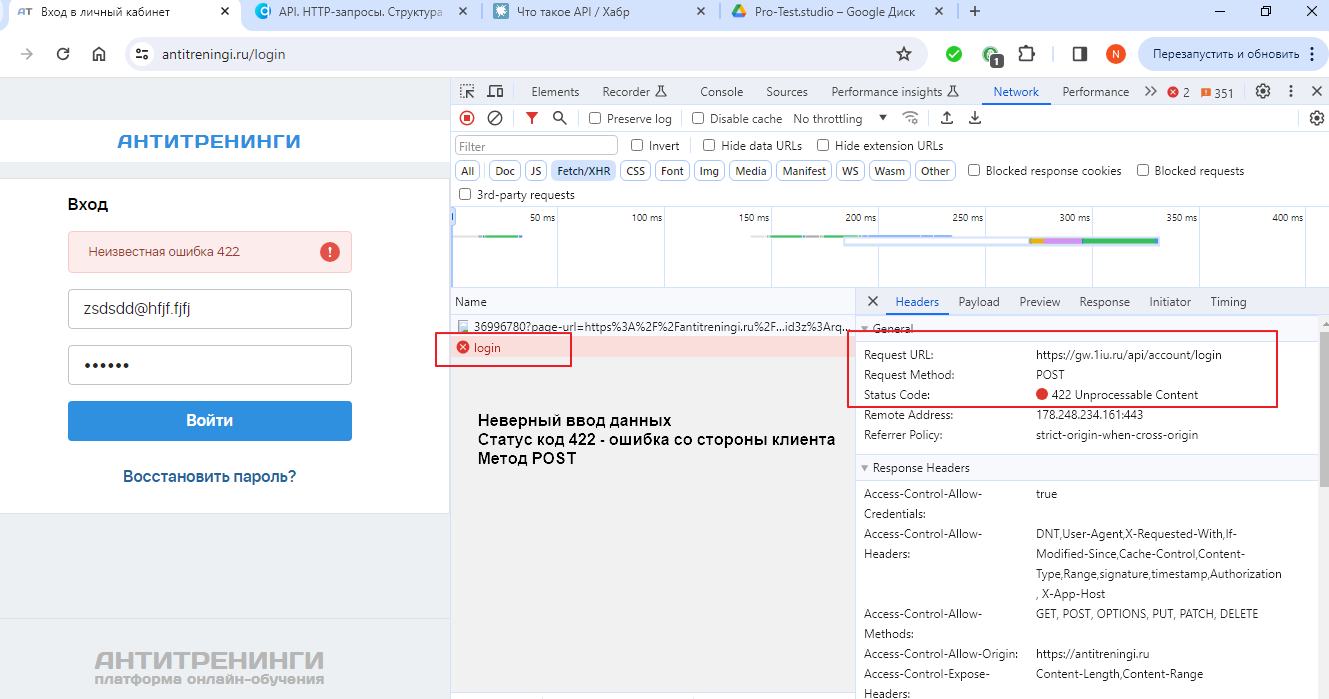 АТ Вход в личный кабинет
API. HTTP-запросы. Структура
Что такое API / Хабр
Pro-Test.studio – Google Диск
antitreningi.ru/login
1
N
Перезапустить и обновить
Elements Recorder Console Sources Performance insights Network Performance 2 351
Preserve log Disable cache No throttling
Filter Invert Hide data URLs Hide extension URLs
All Doc JS Fetch/XHR CSS Font Img Media Manifest WS Wasm Other Blocked response cookies Blocked requests
3rd-party requests
50 ms 100 ms 150 ms 200 ms 250 ms 300 ms 350 ms 400 ms
АНТИТРЕНИНГИ
Вход
Неизвестная ошибка 422
zsdsdd@hfjf.fjfj
••••••
Войти
Восстановить пароль?
АНТИТРЕНИНГИ
платформа онлайн-обучения
Name
36996780?page-url=https%3A%2F%2Fantitreningi.ru%2F...id3z%3Arq...
login
Неверный ввод данных
Статус код 422 - ошибка со стороны клиента
Метод POST
Headers Payload Preview Response Initiator Timing
General
Request URL: https://gw.1iu.ru/api/account/login
Request Method: POST
Status Code: 422 Unprocessable Content
Remote Address: 178.248.234.161:443
Referrer Policy: strict-origin-when-cross-origin
Response Headers
Access-Control-Allow- true
Credentials:
Access-Control-Allow- DNT,User-Agent,X-Requested-With,If-
Headers: Modified-Since,Cache-Control,Content-
Type,Range,signature,timestamp,Authorization
, X-App-Host
Access-Control-Allow- GET, POST, OPTIONS, PUT, PATCH, DELETE
Methods:
Access-Control-Allow-Origin: https://antitreningi.ru
Access-Control-Expose- Content-Length,Content-Range
Headers: